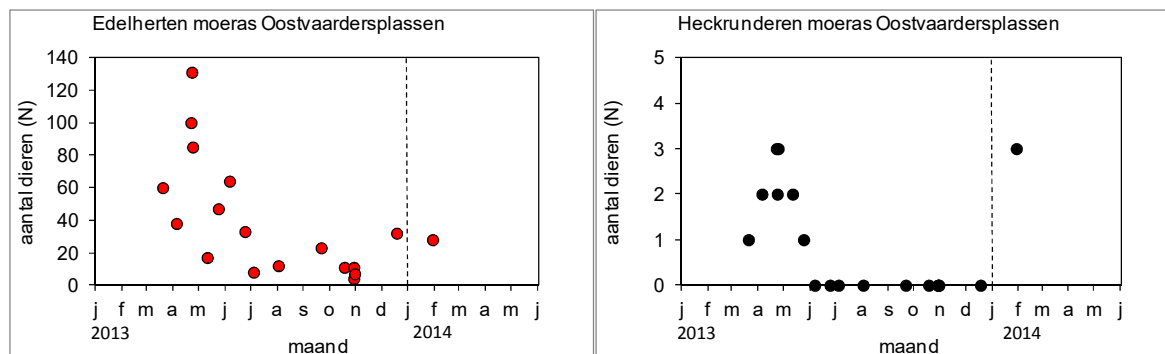 Edelherten moeras Oostvaardersplassen
140
120
100
80
60
40
20
0
aantal dieren (N)
j f m a m j j a s o n d j f m a m j
2013 2014
maand
Heckrunderen moeras Oostvaardersplassen
5
4
3
2
1
0
aantal dieren (N)
j f m a m j j a s o n d j f m a m j
2013 2014
maand